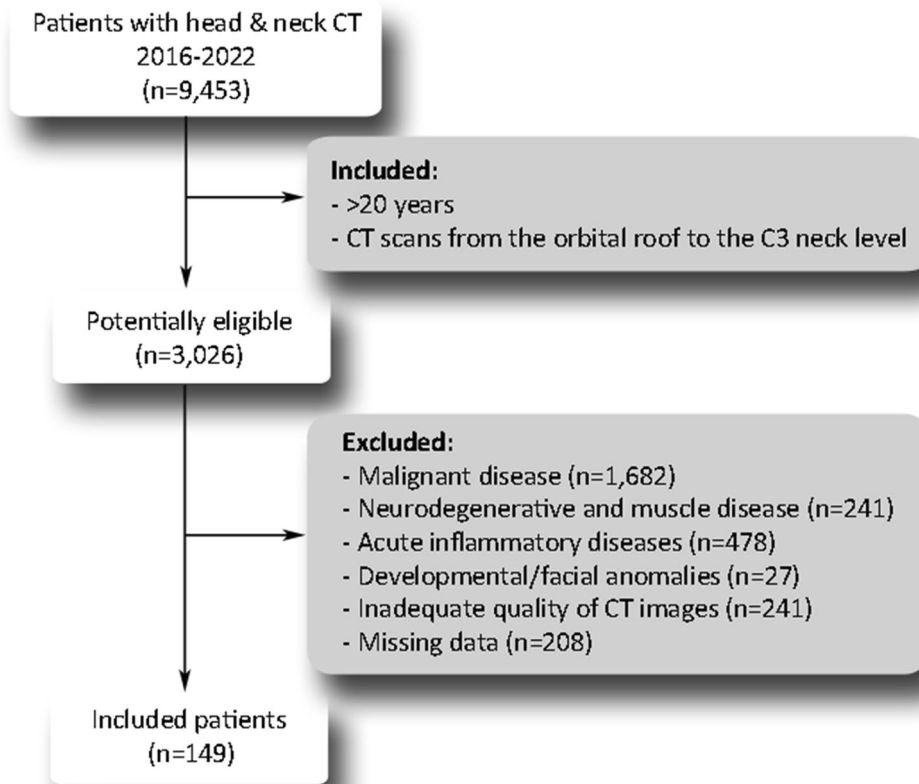 Patients with head & neck CT
2016-2022
(n=9,453)
Included:
- >20 years
- CT scans from the orbital roof to the C3 neck level
Potentially eligible
(n=3,026)
Excluded:
- Malignant disease (n=1,682)
- Neurodegenerative and muscle disease (n=241)
- Acute inflammatory diseases (n=478)
- Developmental/facial anomalies (n=27)
- Inadequate quality of CT images (n=241)
- Missing data (n=208)
Included patients
(n=149)